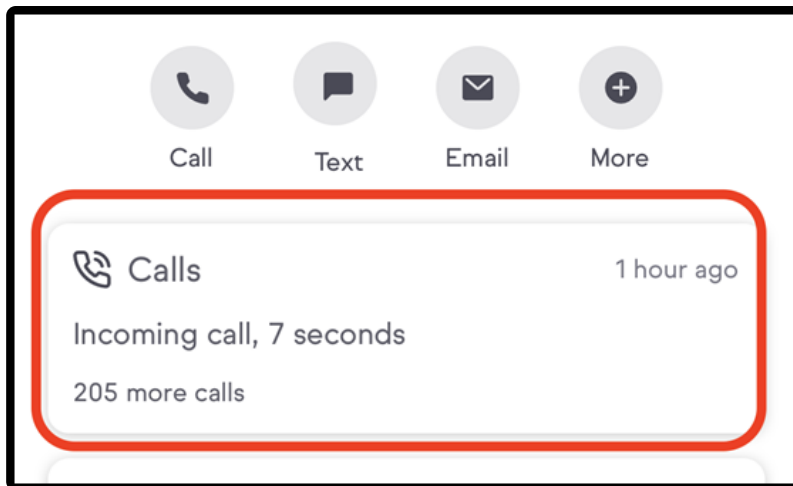 Call Text Email More
Calls 1 hour ago
Incoming call, 7 seconds
205 more calls